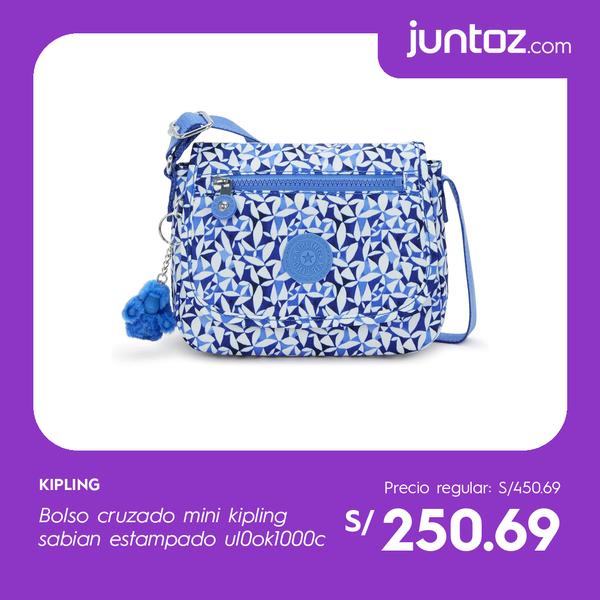 juntoz.com
KIPLING
Bolso cruzado mini kipling
sabian estampado ul0ok1000c
Precio regular: S/450.69
S/ 250.69